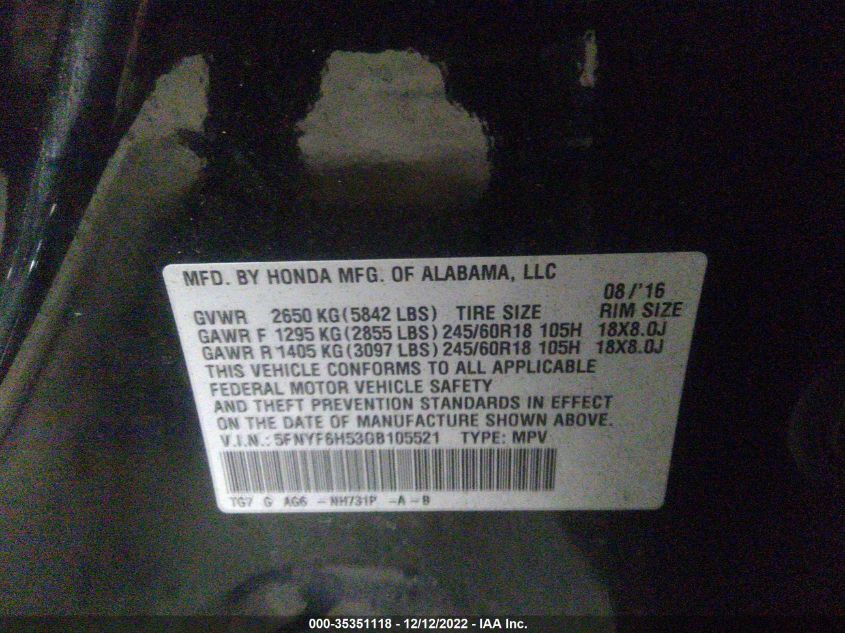 MFD. BY HONDA MFG. OF ALABAMA, LLC
08/'16
GVWR 2650 KG(5842 LBS) TIRE SIZE RIM SIZE
GAWR F 1295 KG(2855 LBS) 245/60R18 105H 18X8.0J
GAWR R 1405 KG(3097 LBS) 245/60R18 105H 18X8.0J
THIS VEHICLE CONFORMS TO ALL APPLICABLE
FEDERAL MOTOR VEHICLE SAFETY
AND THEFT PREVENTION STANDARDS IN EFFECT
ON THE DATE OF MANUFACTURE SHOWN ABOVE.
V.I.N.: 5FNYF6H53GB105521 TYPE: MPV
TG7 G AG6 -NH731P -A-B
000-35351118 - 12/12/2022 - IAA Inc.